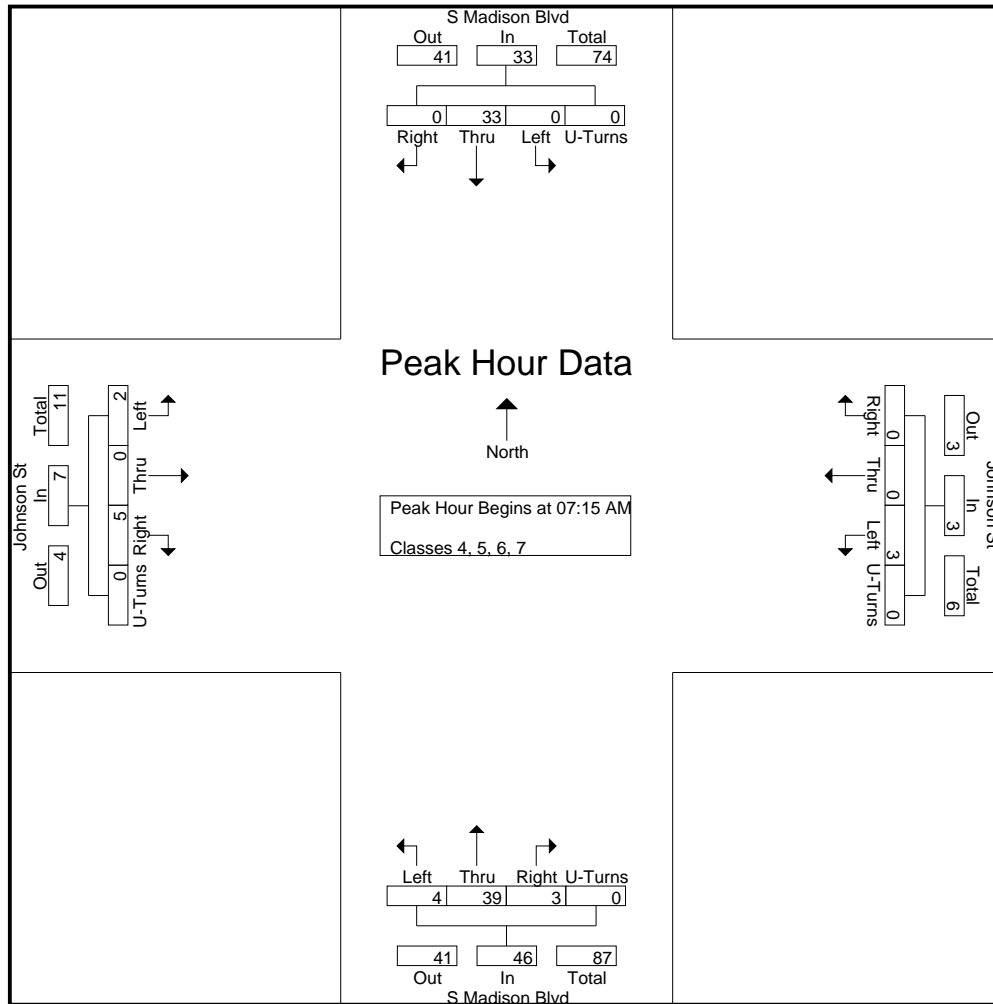 S Madison Blvd
Out In Total
41 33 74
0 33 0 0
Right Thru Left U-Turns
Peak Hour Data
North
Peak Hour Begins at 07:15 AM
Classes 4, 5, 6, 7
Johnson St
Total In Out
11 7 4
2 0 5 0
Left Thru Right U-Turns
Right Thru Left U-Turns
0 0 3 0
Out In Total
3 3 6
Johnson St
Left Thru Right U-Turns
4 39 3 0
41 46 87
Out In Total
S Madison Blvd